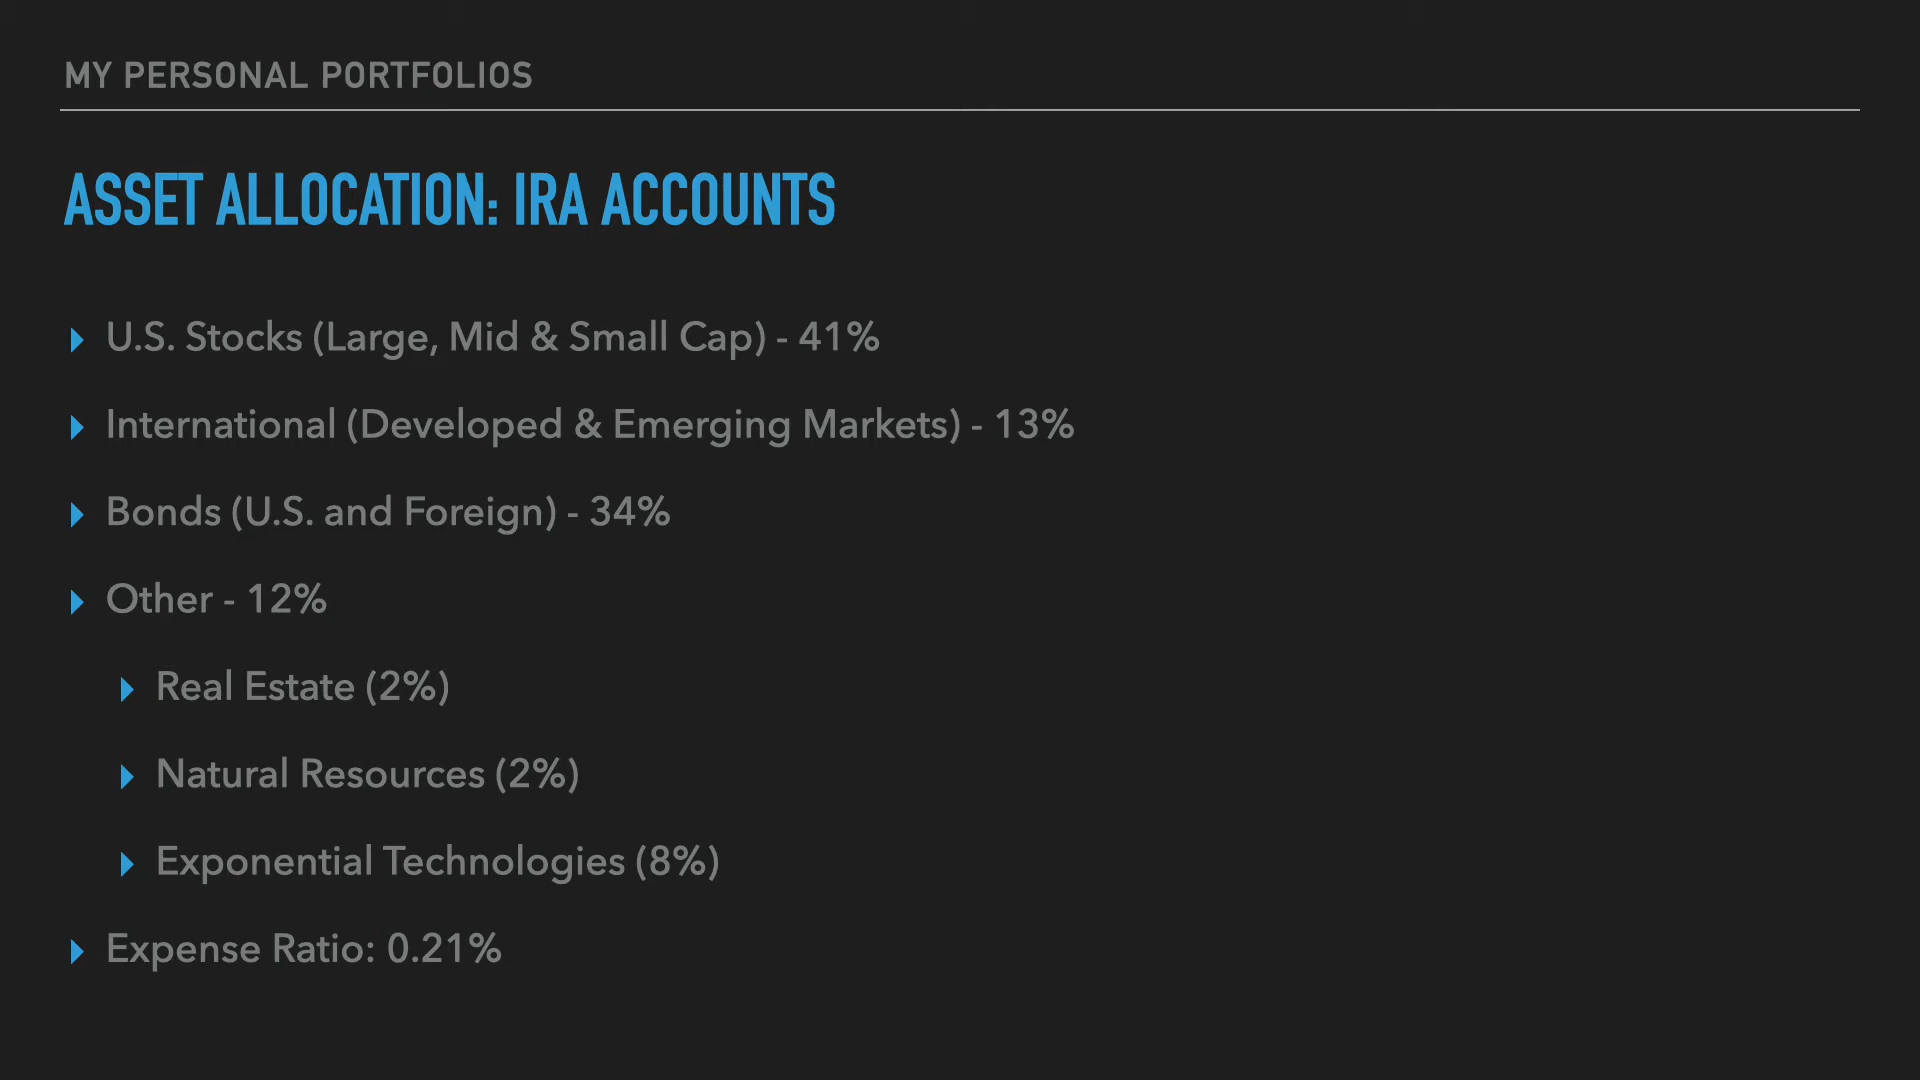 MY PERSONAL PORTFOLIOS
ASSET ALLOCATION: IRA ACCOUNTS
U.S. Stocks (Large, Mid & Small Cap) - 41%
International (Developed & Emerging Markets) - 13%
Bonds (U.S. and Foreign) - 34%
Other - 12%
Real Estate (2%)
Natural Resources (2%)
Exponential Technologies (8%)
Expense Ratio: 0.21%